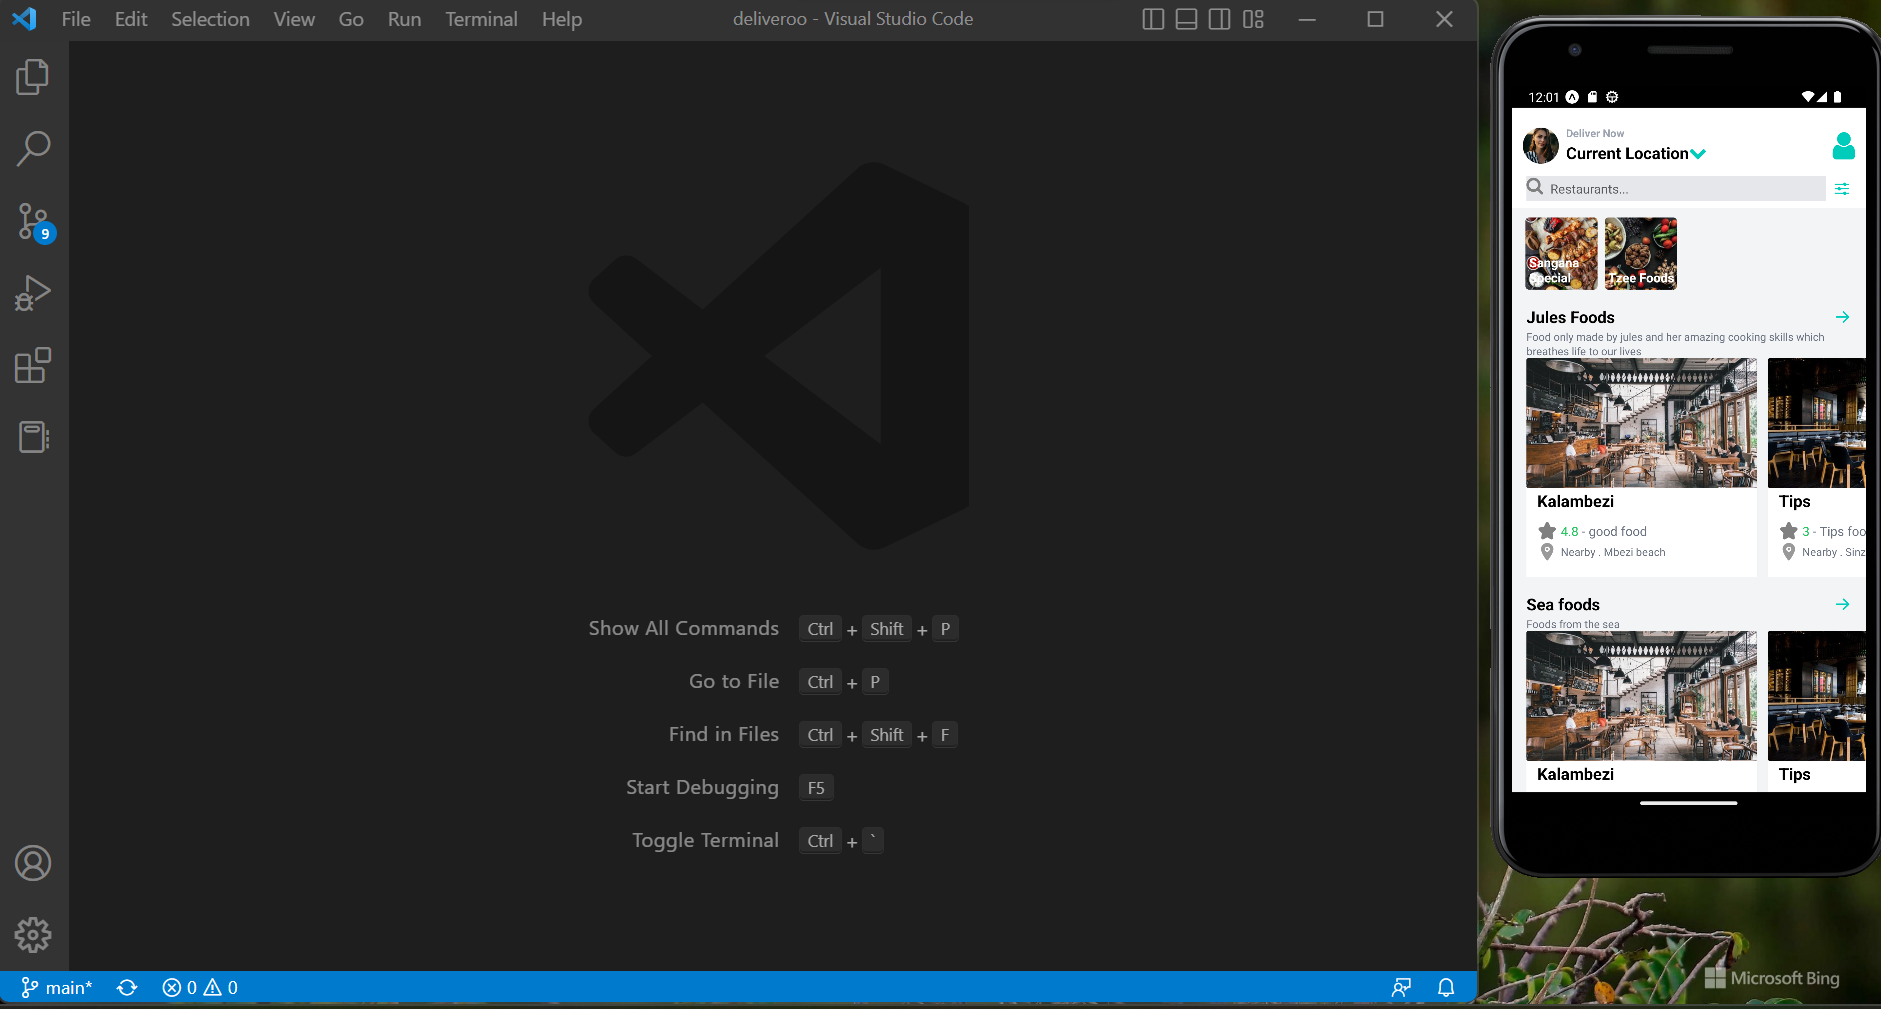 File Edit Selection View Go Run Terminal Help
deliveroo - Visual Studio Code
9
Show All Commands Ctrl + Shift + P
Go to File Ctrl + P
Find in Files Ctrl + Shift + F
Start Debugging F5
Toggle Terminal Ctrl + `
main* 0 0
12:01
Deliver Now
Current Location
Restaurants...
Sangana
Special
Tzee Foods
Jules Foods
Food only made by jules and her amazing cooking skills which
breathes life to our lives
Kalambezi
4.8 - good food
Nearby . Mbezi beach
Tips
3 - Tips foo
Nearby . Sinz
Sea foods
Foods from the sea
Kalambezi
Tips
Microsoft Bing